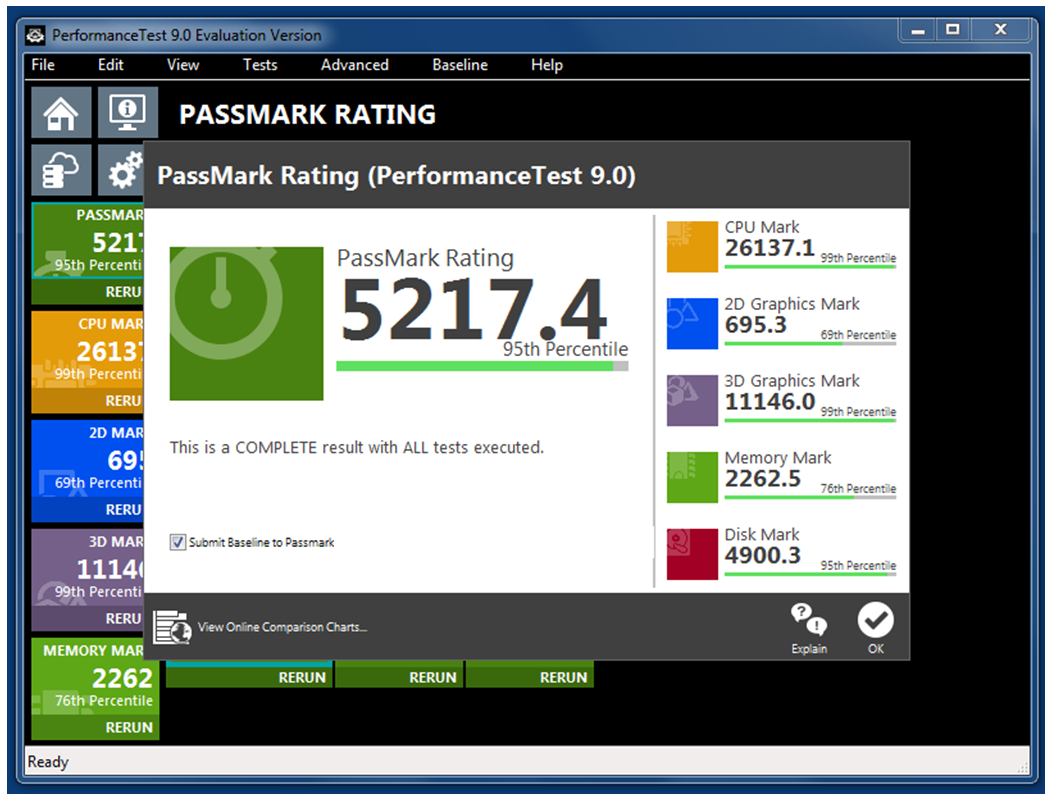 PerformanceTest 9.0 Evaluation Version
File Edit View Tests Advanced Baseline Help
PASSMARK RATING
PassMark Rating (PerformanceTest 9.0)
PASSMAR
521
95th Percenti
RERU
CPU MAR
2613
99th Percenti
RERU
2D MAR
69
69th Percenti
RERU
3D MAR
1114
99th Percenti
RERU
MEMORY MAR
2262
76th Percentile
RERUN
PassMark Rating
5217.4
95th Percentile
This is a COMPLETE result with ALL tests executed.
Submit Baseline to Passmark
CPU Mark
26137.1 99th Percentile
2D Graphics Mark
695.3 69th Percentile
3D Graphics Mark
11146.0 99th Percentile
Memory Mark
2262.5 76th Percentile
Disk Mark
4900.3 95th Percentile
View Online Comparison Charts...
Explain OK
RERUN RERUN RERUN
Ready